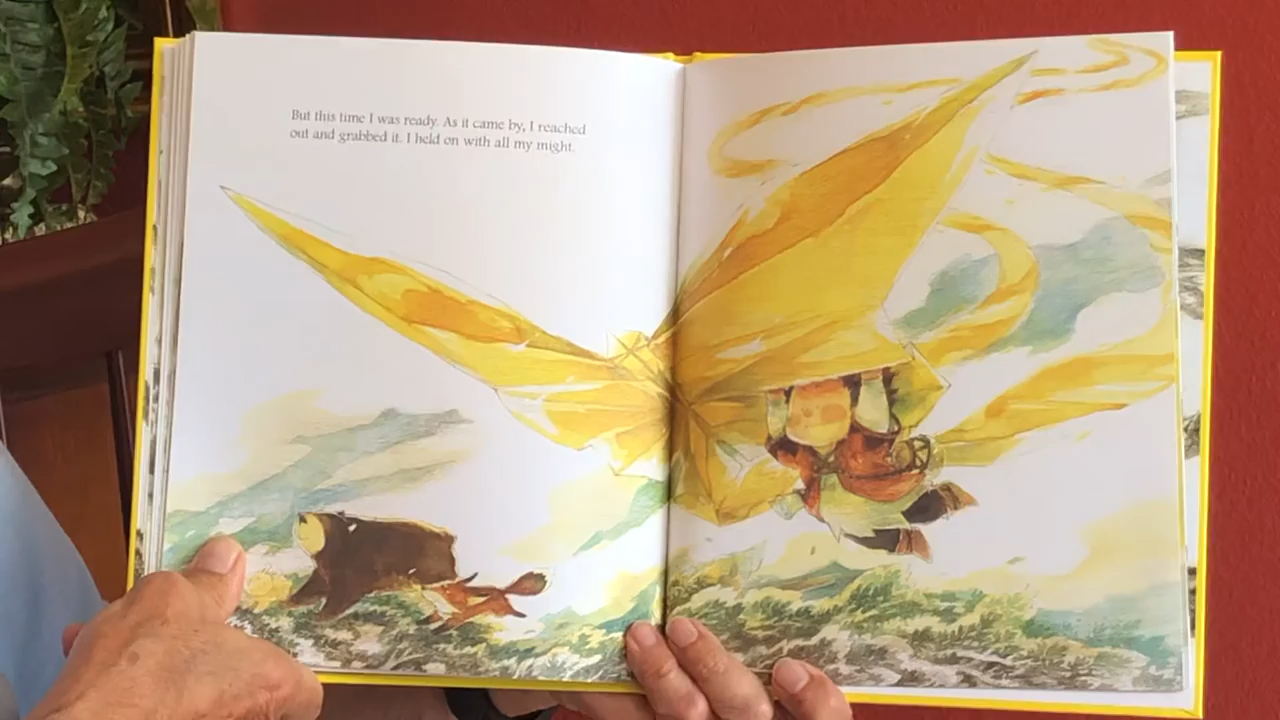 But this time I was ready. As it came by, I reached
out and grabbed it. I held on with all my might.